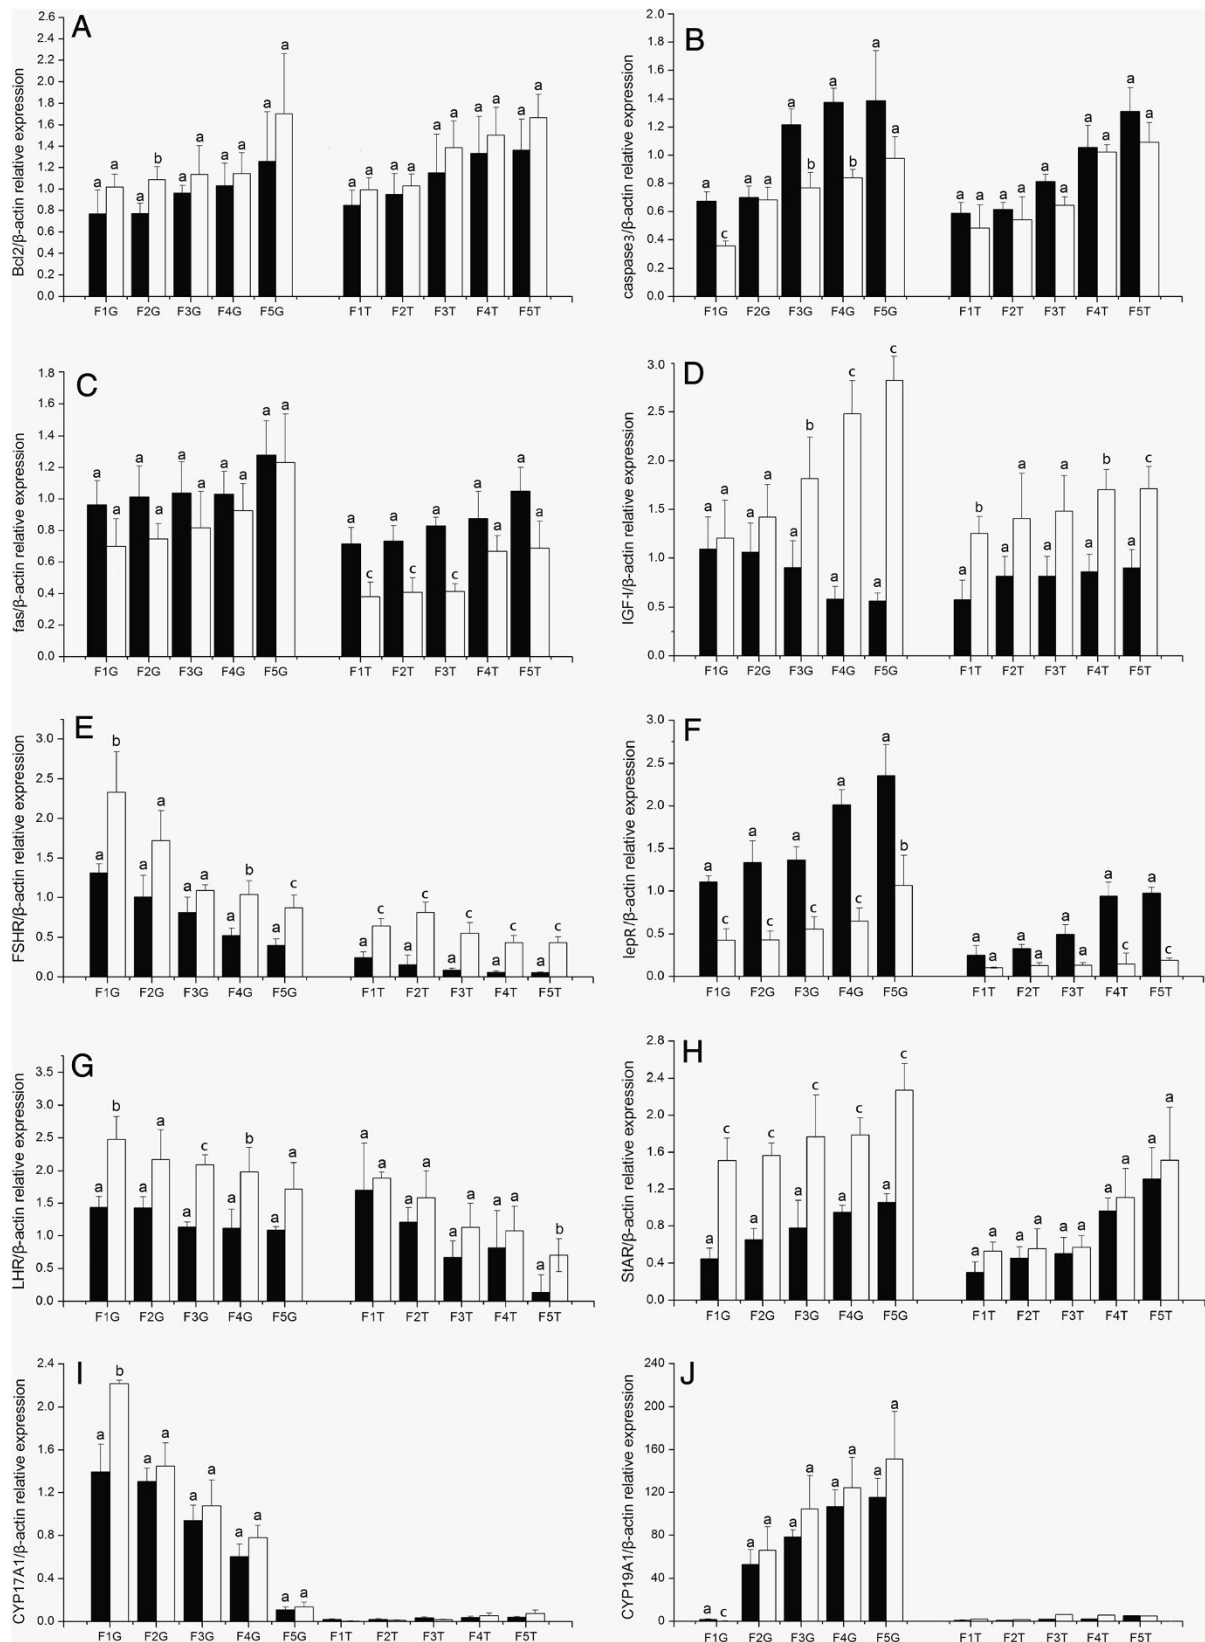 A
Bcl2/β-actin relative expression
2.6
2.4
2.2
2.0
1.8
1.6
1.4
1.2
1.0
0.8
0.6
0.4
0.2
0.0
a a a b a a a a a a
a a a a a a a a a a
F1G F2G F3G F4G F5G F1T F2T F3T F4T F5T
B
caspase3/β-actin relative expression
2.0
1.8
1.6
1.4
1.2
1.0
0.8
0.6
0.4
0.2
0.0
a c a a a b a b a a
a a a a a a a a a a
F1G F2G F3G F4G F5G F1T F2T F3T F4T F5T
C
fas/β-actin relative expression
1.8
1.6
1.4
1.2
1.0
0.8
0.6
0.4
0.2
0.0
a a a a a a a a a a
a c a c a c a a a a
F1G F2G F3G F4G F5G F1T F2T F3T F4T F5T
D
IGF-I/β-actin relative expression
3.0
2.5
2.0
1.5
1.0
0.5
0.0
a a a a a b a c a c
a b a a a a a b a c
F1G F2G F3G F4G F5G F1T F2T F3T F4T F5T
E
FSHR/β-actin relative expression
3.0
2.5
2.0
1.5
1.0
0.5
0.0
a b a a a a a b a c
a c a c a c a c a c
F1G F2G F3G F4G F5G F1T F2T F3T F4T F5T
F
lepR/β-actin relative expression
3.0
2.5
2.0
1.5
1.0
0.5
0.0
a c a c a c a c a b
a a a a a a a c a c
F1G F2G F3G F4G F5G F1T F2T F3T F4T F5T
G
LHR/β-actin relative expression
3.5
3.0
2.5
2.0
1.5
1.0
0.5
0.0
a b a a a c a b a a
a a a a a a a a a b
F1G F2G F3G F4G F5G F1T F2T F3T F4T F5T
H
StAR/β-actin relative expression
2.8
2.4
2.0
1.6
1.2
0.8
0.4
0.0
a c a c a c a c a c
a a a a a a a a a a
F1G F2G F3G F4G F5G F1T F2T F3T F4T F5T
I
CYP17A1/β-actin relative expression
2.4
2.0
1.6
1.2
0.8
0.4
0.0
a b a a a a a a a a
F1G F2G F3G F4G F5G F1T F2T F3T F4T F5T
J
CYP19A1/β-actin relative expression
240
200
160
120
80
40
0
a c a a a a a a a a
F1G F2G F3G F4G F5G F1T F2T F3T F4T F5T